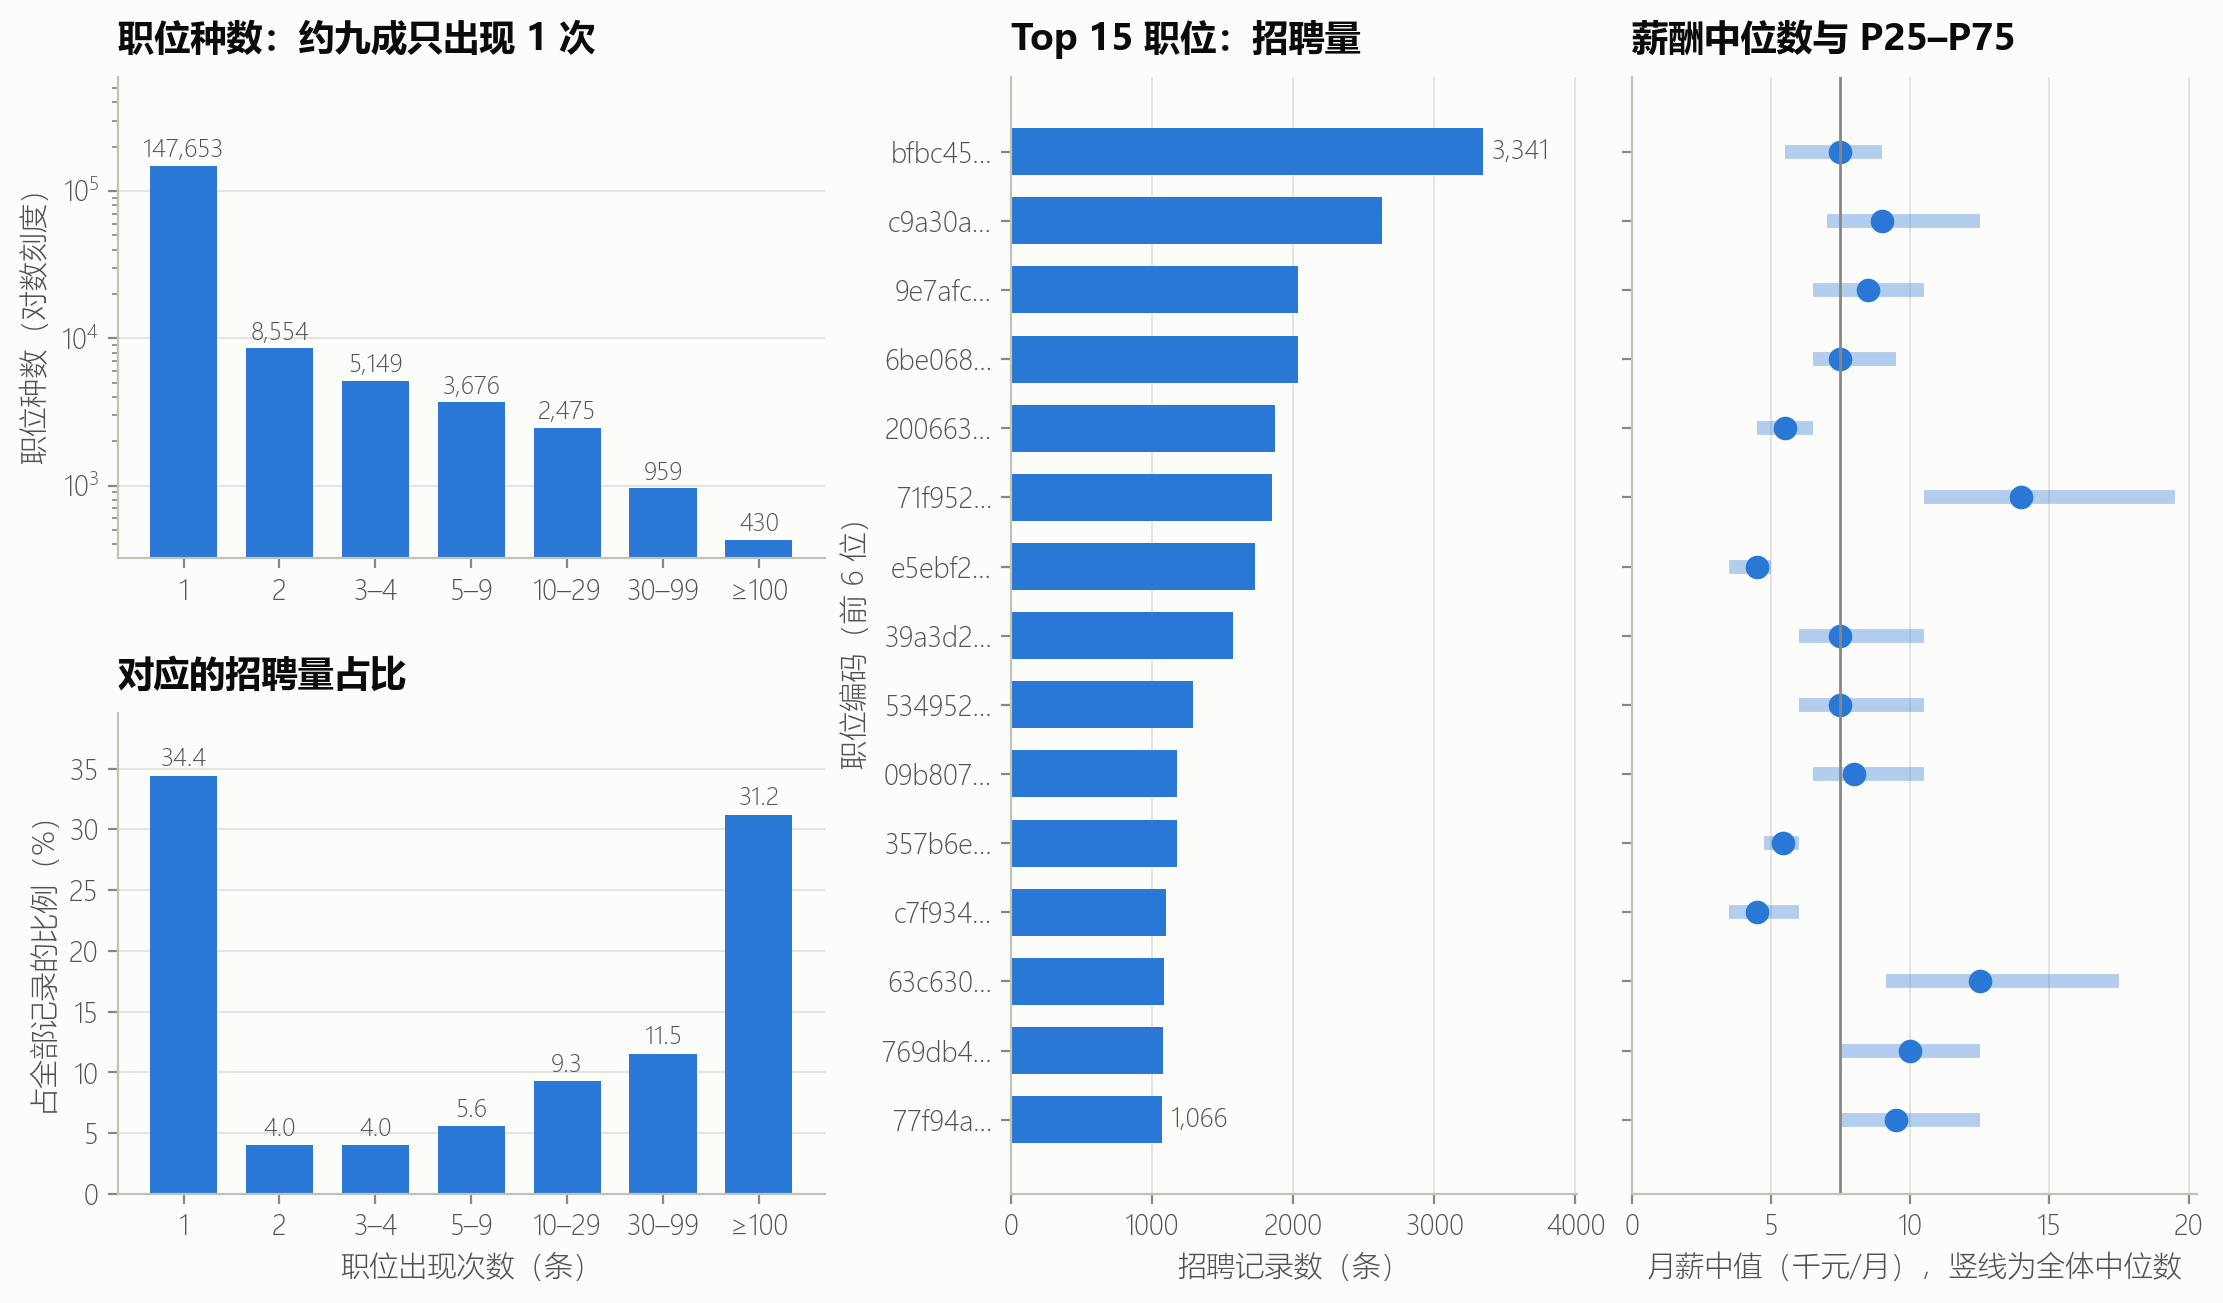 职位种数：约九成只出现 1 次
职位种数（对数刻度）
10⁵
10⁴
10³
147,653
8,554
5,149
3,676
2,475
959
430
1
2
3–4
5–9
10–29
30–99
≥100
对应的招聘量占比
占全部记录的比例（%）
35
30
25
20
15
10
5
0
34.4
4.0
4.0
5.6
9.3
11.5
31.2
1
2
3–4
5–9
10–29
30–99
≥100
职位出现次数（条）
Top 15 职位：招聘量
职位编码（前 6 位）
bfbc45…
3,341
c9a30a…
9e7afc…
6be068…
200663…
71f952…
e5ebf2…
39a3d2…
534952…
09b807…
357b6e…
c7f934…
63c630…
769db4…
77f94a…
1,066
0
1000
2000
3000
4000
招聘记录数（条）
薪酬中位数与 P25–P75
0
5
10
15
20
月薪中值（千元/月），竖线为全体中位数